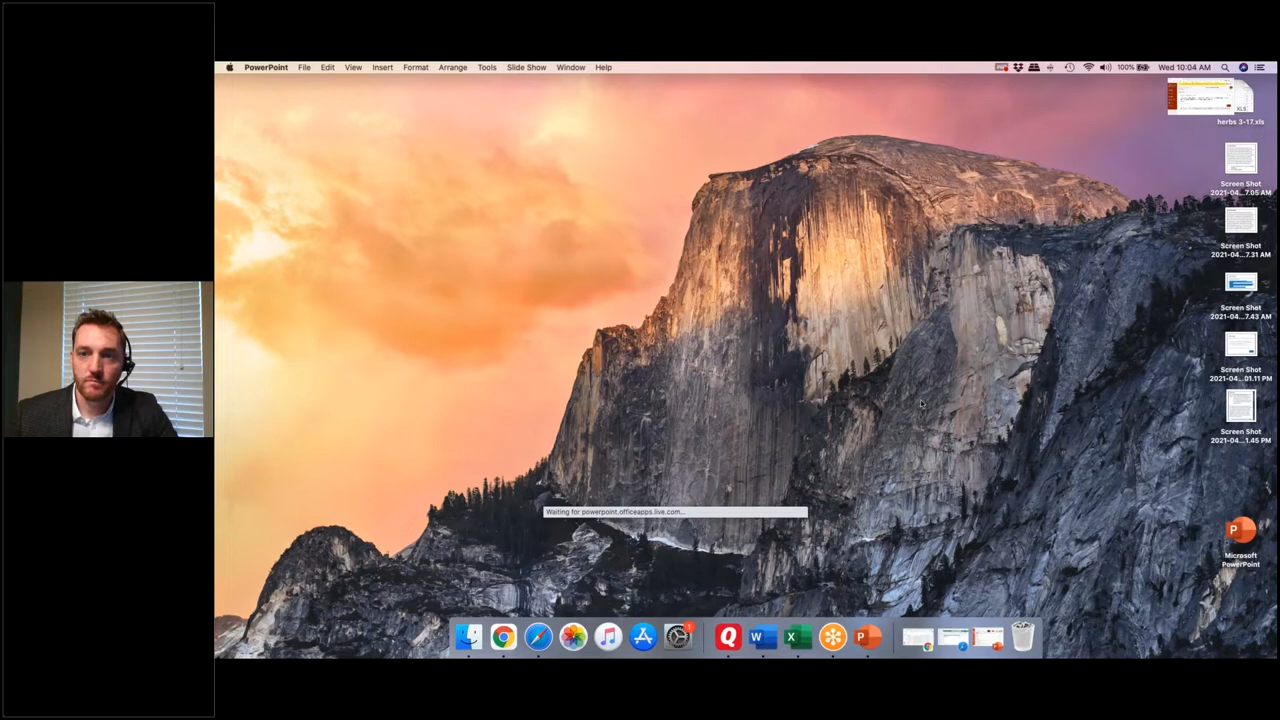 PowerPoint File Edit View Insert Format Arrange Tools Slide Show Window Help 100% Wed 10:04 AM
XLS
herbs 3-17.xls
Screen Shot
2021-04...7.05 AM
Screen Shot
2021-04...7.31 AM
Screen Shot
2021-04...7.43 AM
Screen Shot
2021-04...01.11 PM
Screen Shot
2021-04...1.45 PM
Waiting for powerpoint.officeapps.live.com...
P
Microsoft
PowerPoint
1
Q W X P